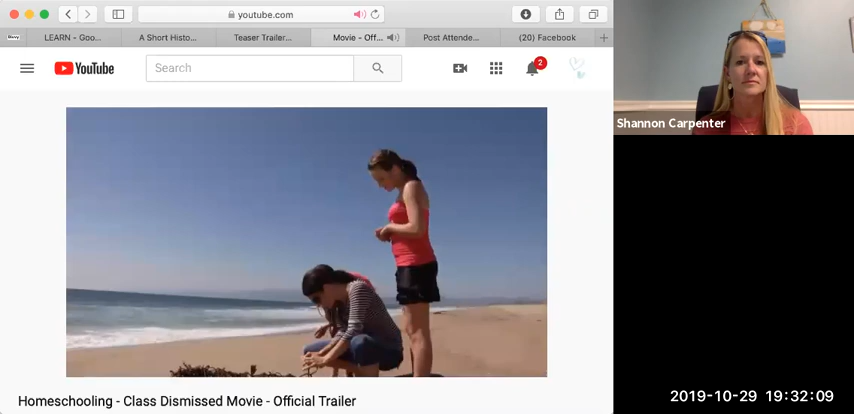 youtube.com
Davy
LEARN - Goo...
A Short Histo...
Teaser Trailer...
Movie - Off...
Post Attende...
(20) Facebook
YouTube
Search
2
Shannon Carpenter
Homeschooling - Class Dismissed Movie - Official Trailer
2019-10-29 19:32:09